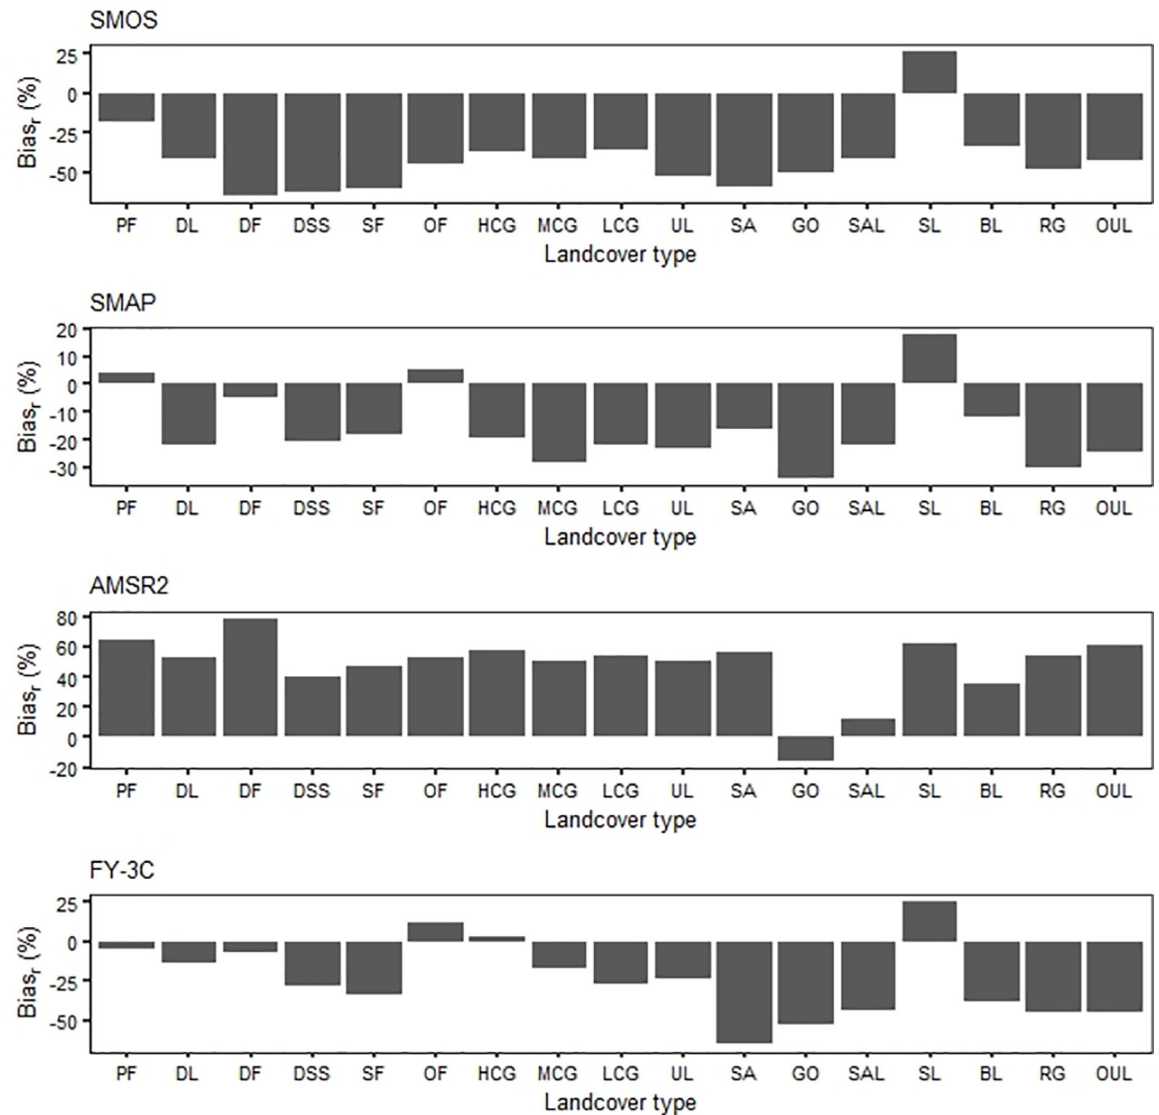 SMOS
25
0
-25
-50
Biasr (%)
PF DL DF DSS SF OF HCG MCG LCG UL SA GO SAL SL BL RG OUL
Landcover type
SMAP
20
10
0
-10
-20
-30
Biasr (%)
PF DL DF DSS SF OF HCG MCG LCG UL SA GO SAL SL BL RG OUL
Landcover type
AMSR2
80
60
40
20
0
-20
Biasr (%)
PF DL DF DSS SF OF HCG MCG LCG UL SA GO SAL SL BL RG OUL
Landcover type
FY-3C
25
0
-25
-50
Biasr (%)
PF DL DF DSS SF OF HCG MCG LCG UL SA GO SAL SL BL RG OUL
Landcover type